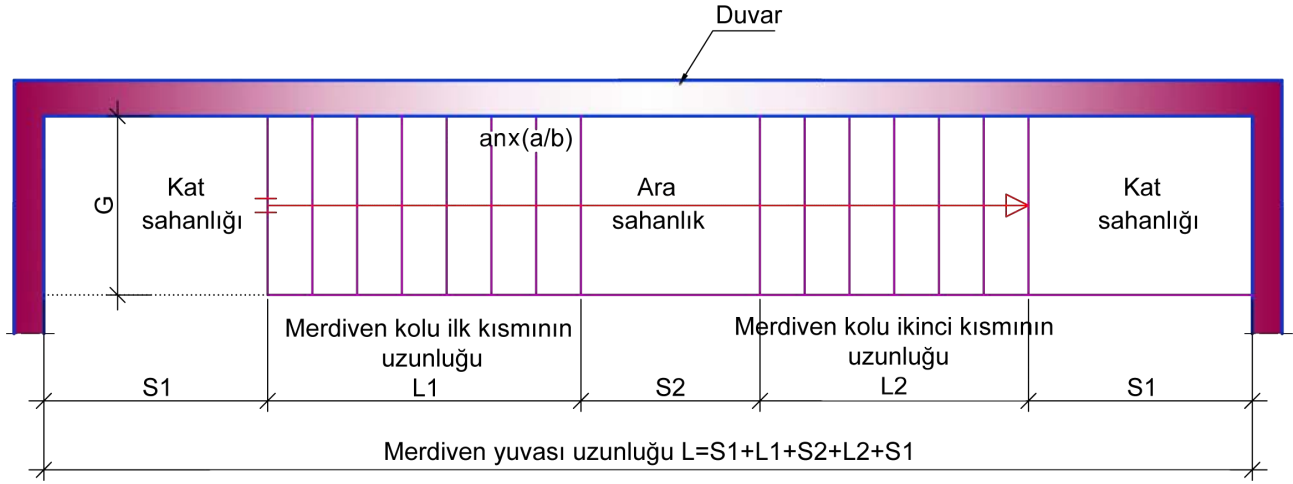 Duvar
anx(a/b)
Kat
sahanlığı
G
Ara
sahanlık
Kat
sahanlığı
Merdiven kolu ilk kısmının
uzunluğu
Merdiven kolu ikinci kısmının
uzunluğu
S1
L1
S2
L2
S1
Merdiven yuvası uzunluğu L=S1+L1+S2+L2+S1